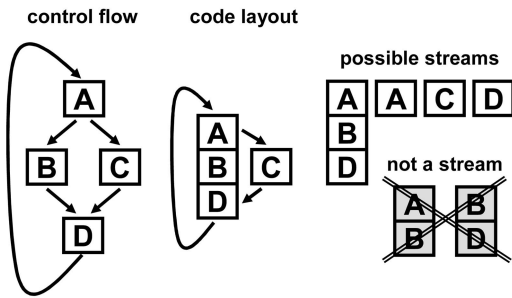 control flow
A
B C
D
code layout
A
B C
D
possible streams
A A C D
B
D
not a stream
A B
B D